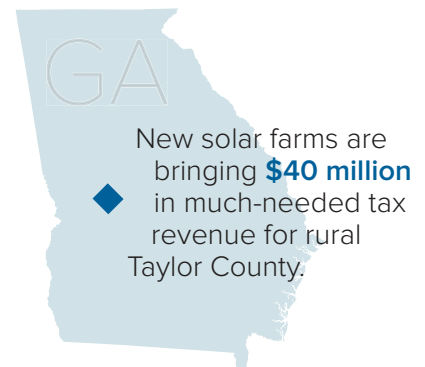 GA
New solar farms are
bringing $40 million
in much-needed tax
revenue for rural
Taylor County.